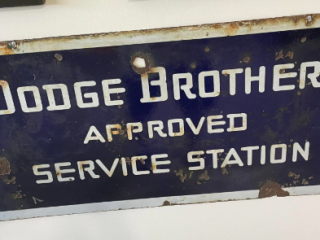 DODGE BROTHER
APPROVED
SERVICE STATION